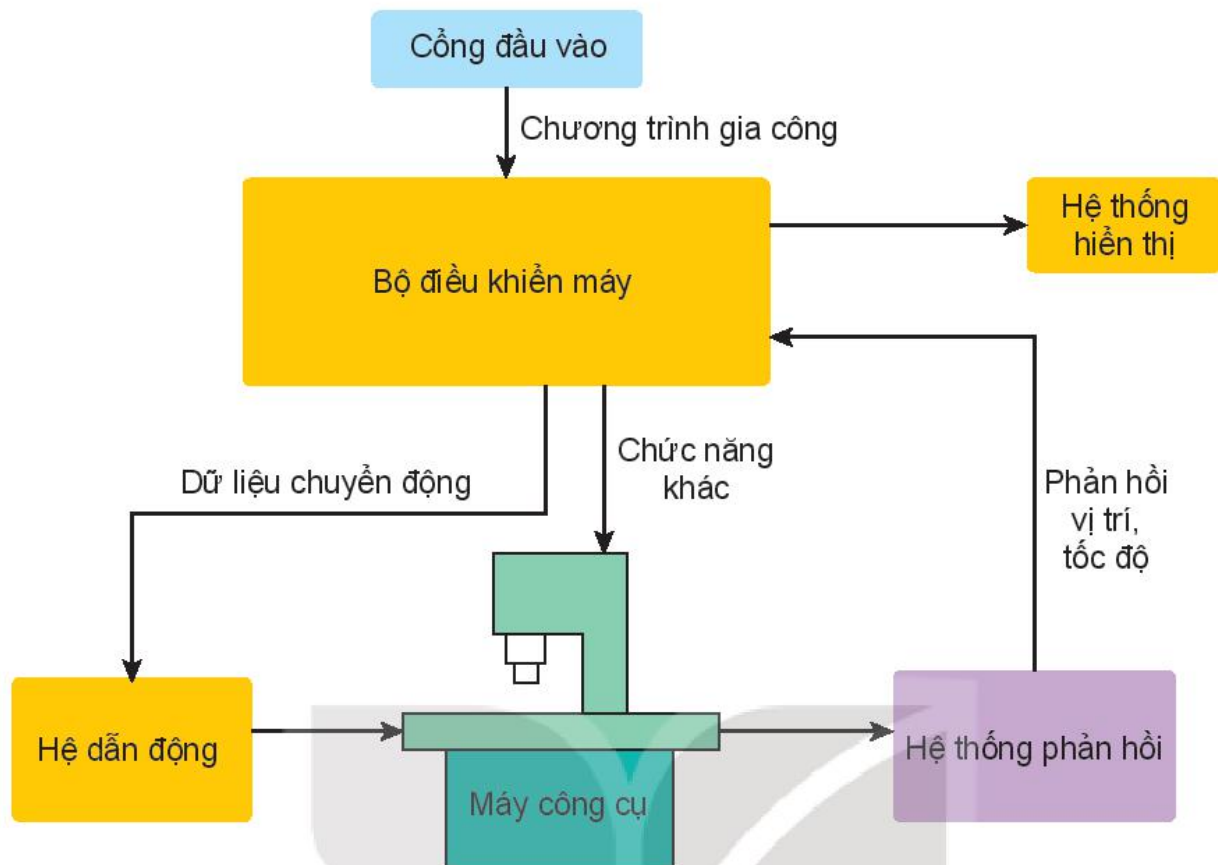 Cổng đầu vào
Chương trình gia công
Bộ điều khiển máy
Hệ thống
hiển thị
Dữ liệu chuyển động
Chức năng
khác
Phản hồi
vị trí,
tốc độ
Hệ dẫn động
Máy công cụ
Hệ thống phản hồi